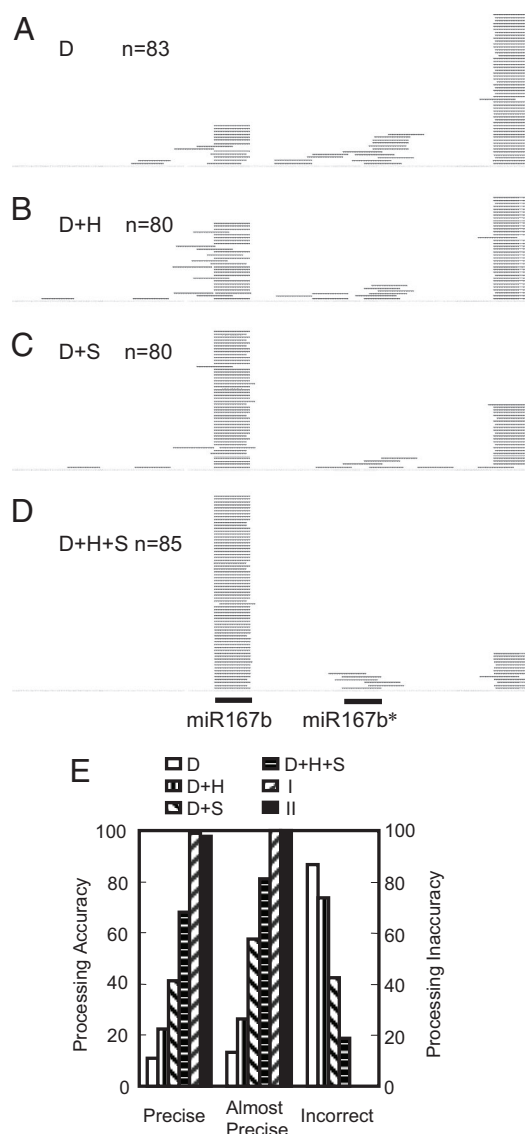 A
D n=83
B
D+H n=80
C
D+S n=80
D
D+H+S n=85
miR167b miR167b*
E
D D+H+S
D+H I
D+S II
100 100
80 80
60 60
40 40
20 20
0 0
Processing Accuracy
Processing Inaccuracy
Precise Almost Precise Incorrect